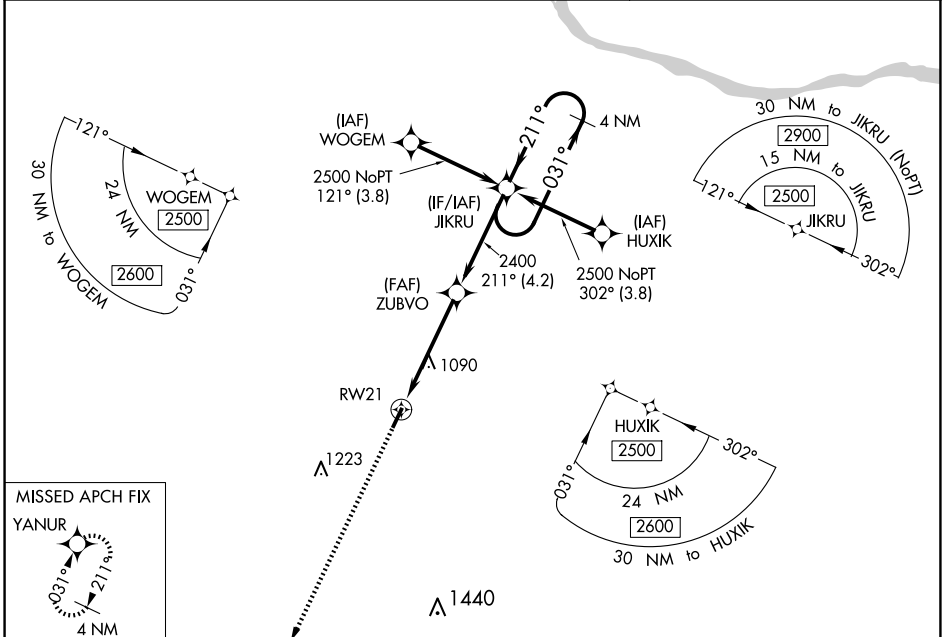 (IAF)
WOGEM
2500 NoPT
121° (3.8)
211°
031°
4 NM
(IF/IAF)
JIKRU
(IAF)
HUXIK
2500 NoPT
302° (3.8)
2400
211° (4.2)
(FAF)
ZUBVO
1090
RW21
1223
1440
121°
WOGEM
2500
24 NM
2600
30 NM to WOGEM
031°
30 NM to JIKRU (NoPT)
2900
15 NM to JIKRU
2500
121°
JIKRU
302°
HUXIK
2500
302°
031°
24 NM
2600
30 NM to HUXIK
MISSED APCH FIX
YANUR
031°
211°
4 NM